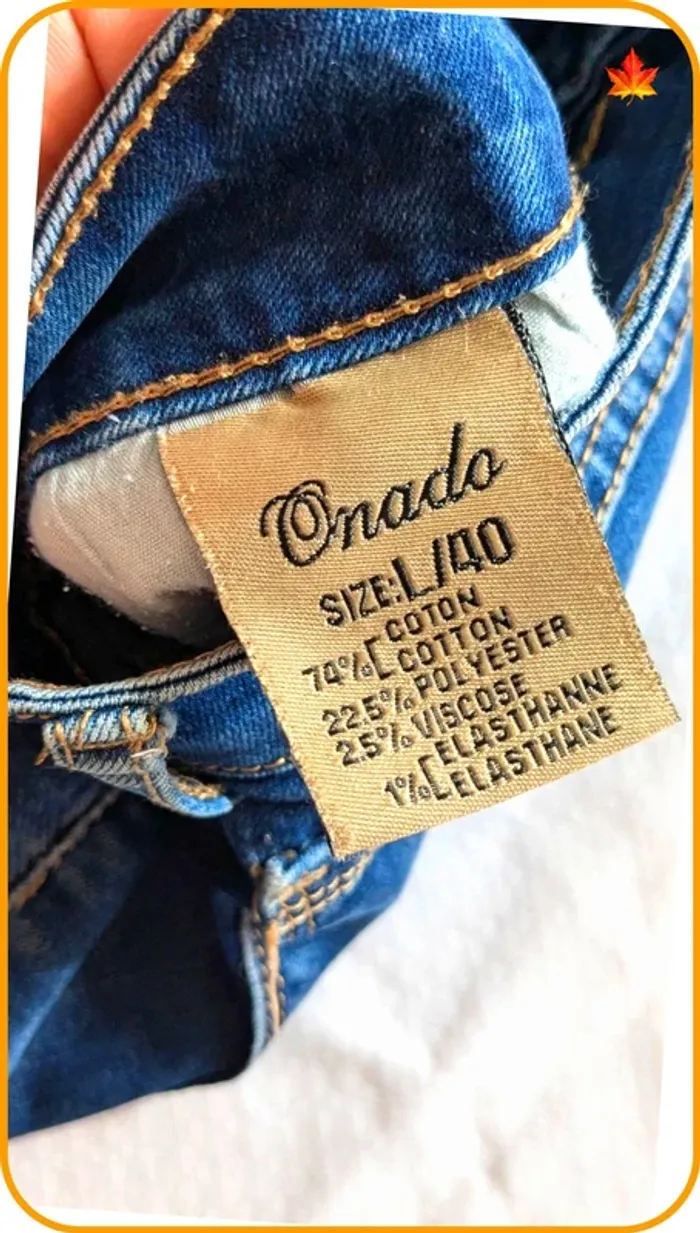 Onado
SIZE:L/40
74%[COTON
COTTON
22.5%POLYESTER
2.5%VISCOSE
1%[ELASTHANNE
ELASTHANE